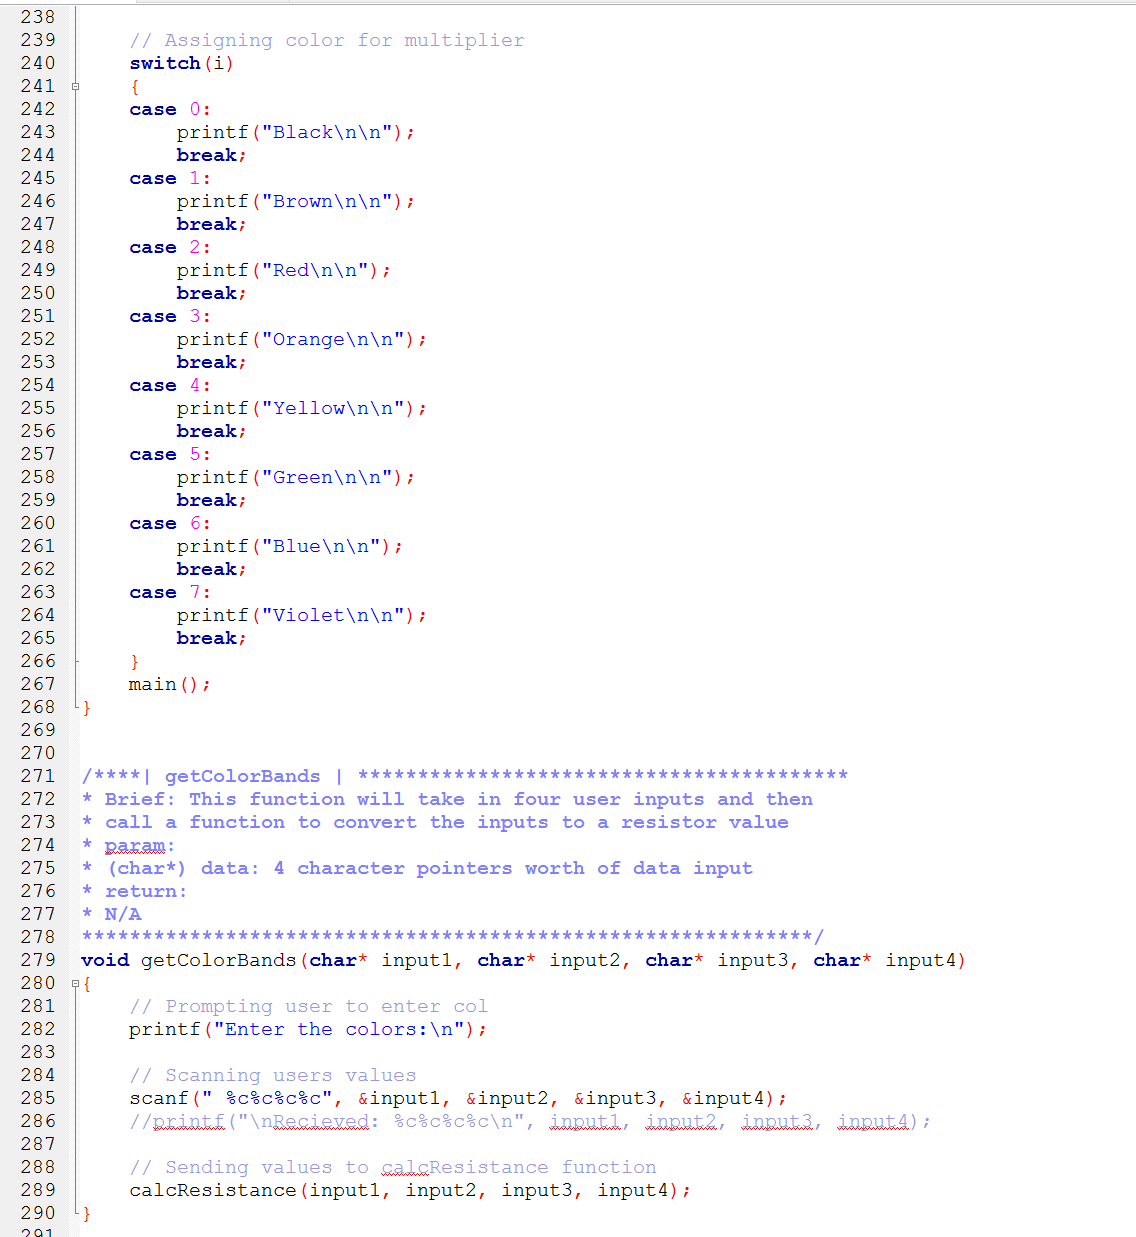 238
239 // Assigning color for multiplier
240 switch(i)
241 {
242 case 0:
243 printf("Black\n\n");
244 break;
245 case 1:
246 printf("Brown\n\n");
247 break;
248 case 2:
249 printf("Red\n\n");
250 break;
251 case 3:
252 printf("Orange\n\n");
253 break;
254 case 4:
255 printf("Yellow\n\n");
256 break;
257 case 5:
258 printf("Green\n\n");
259 break;
260 case 6:
261 printf("Blue\n\n");
262 break;
263 case 7:
264 printf("Violet\n\n");
265 break;
266 }
267 main();
268 }
269
270
271 /****| getColorBands | *****************************************
272 * Brief: This function will take in four user inputs and then
273 * call a function to convert the inputs to a resistor value
274 * param:
275 * (char*) data: 4 character pointers worth of data input
276 * return:
277 * N/A
278 *************************************************************/
279 void getColorBands(char* input1, char* input2, char* input3, char* input4)
280 {
281 // Prompting user to enter col
282 printf("Enter the colors:\n");
283
284 // Scanning users values
285 scanf(" %c%c%c%c", &input1, &input2, &input3, &input4);
286 //printf("\nRecieved: %c%c%c%c\n", input1, input2, input3, input4);
287
288 // Sending values to calcResistance function
289 calcResistance(input1, input2, input3, input4);
290 }
291